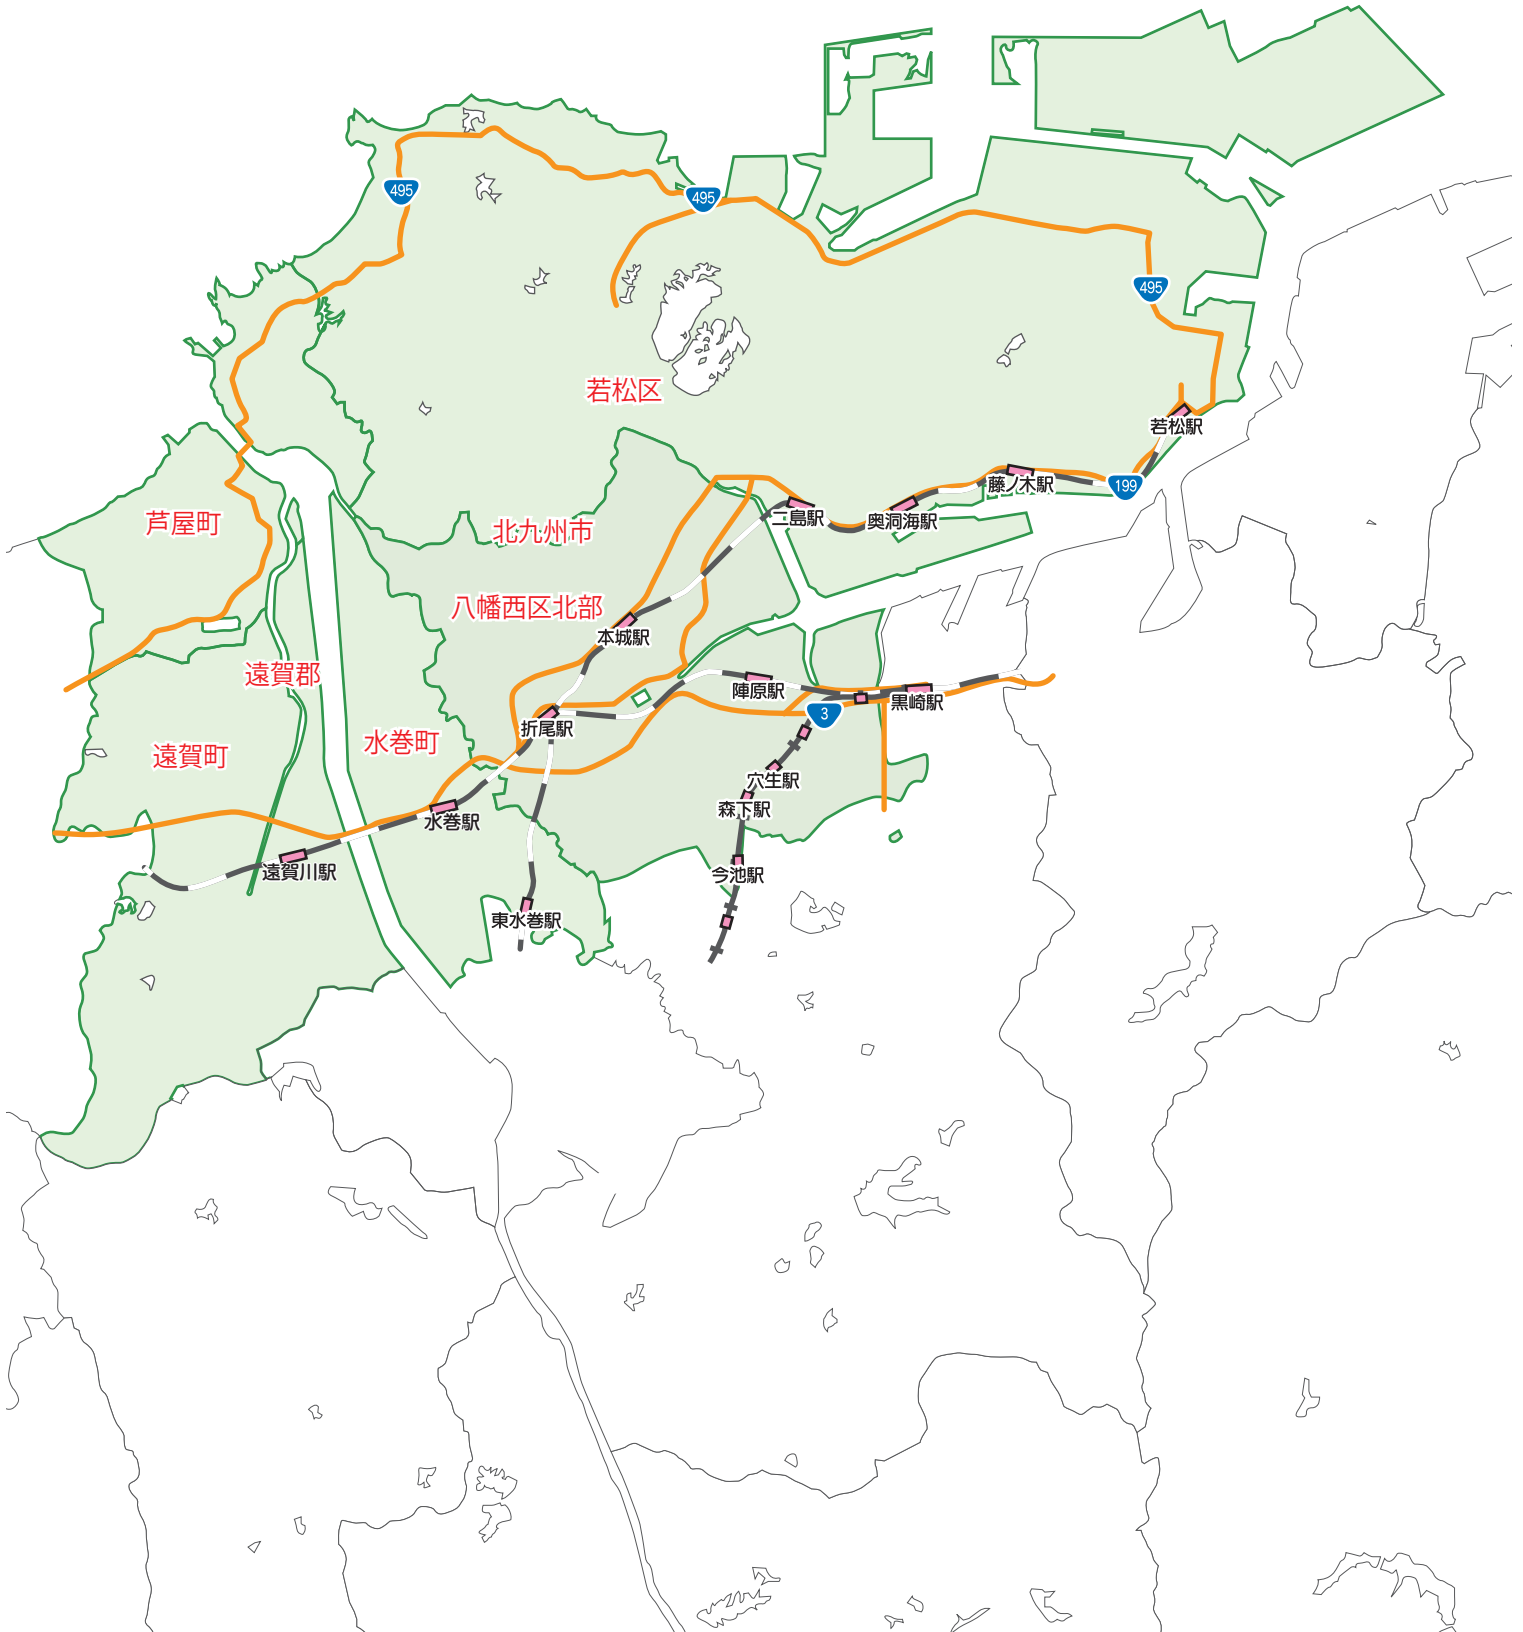 495
495
495
若松区
若松駅
藤ノ木駅
199
二島駅
奥洞海駅
芦屋町
北九州市
八幡西区北部
本城駅
遠賀郡
陣原駅
黒崎駅
3
折尾駅
水巻町
遠賀町
穴生駅
森下駅
水巻駅
遠賀川駅
今池駅
東水巻駅